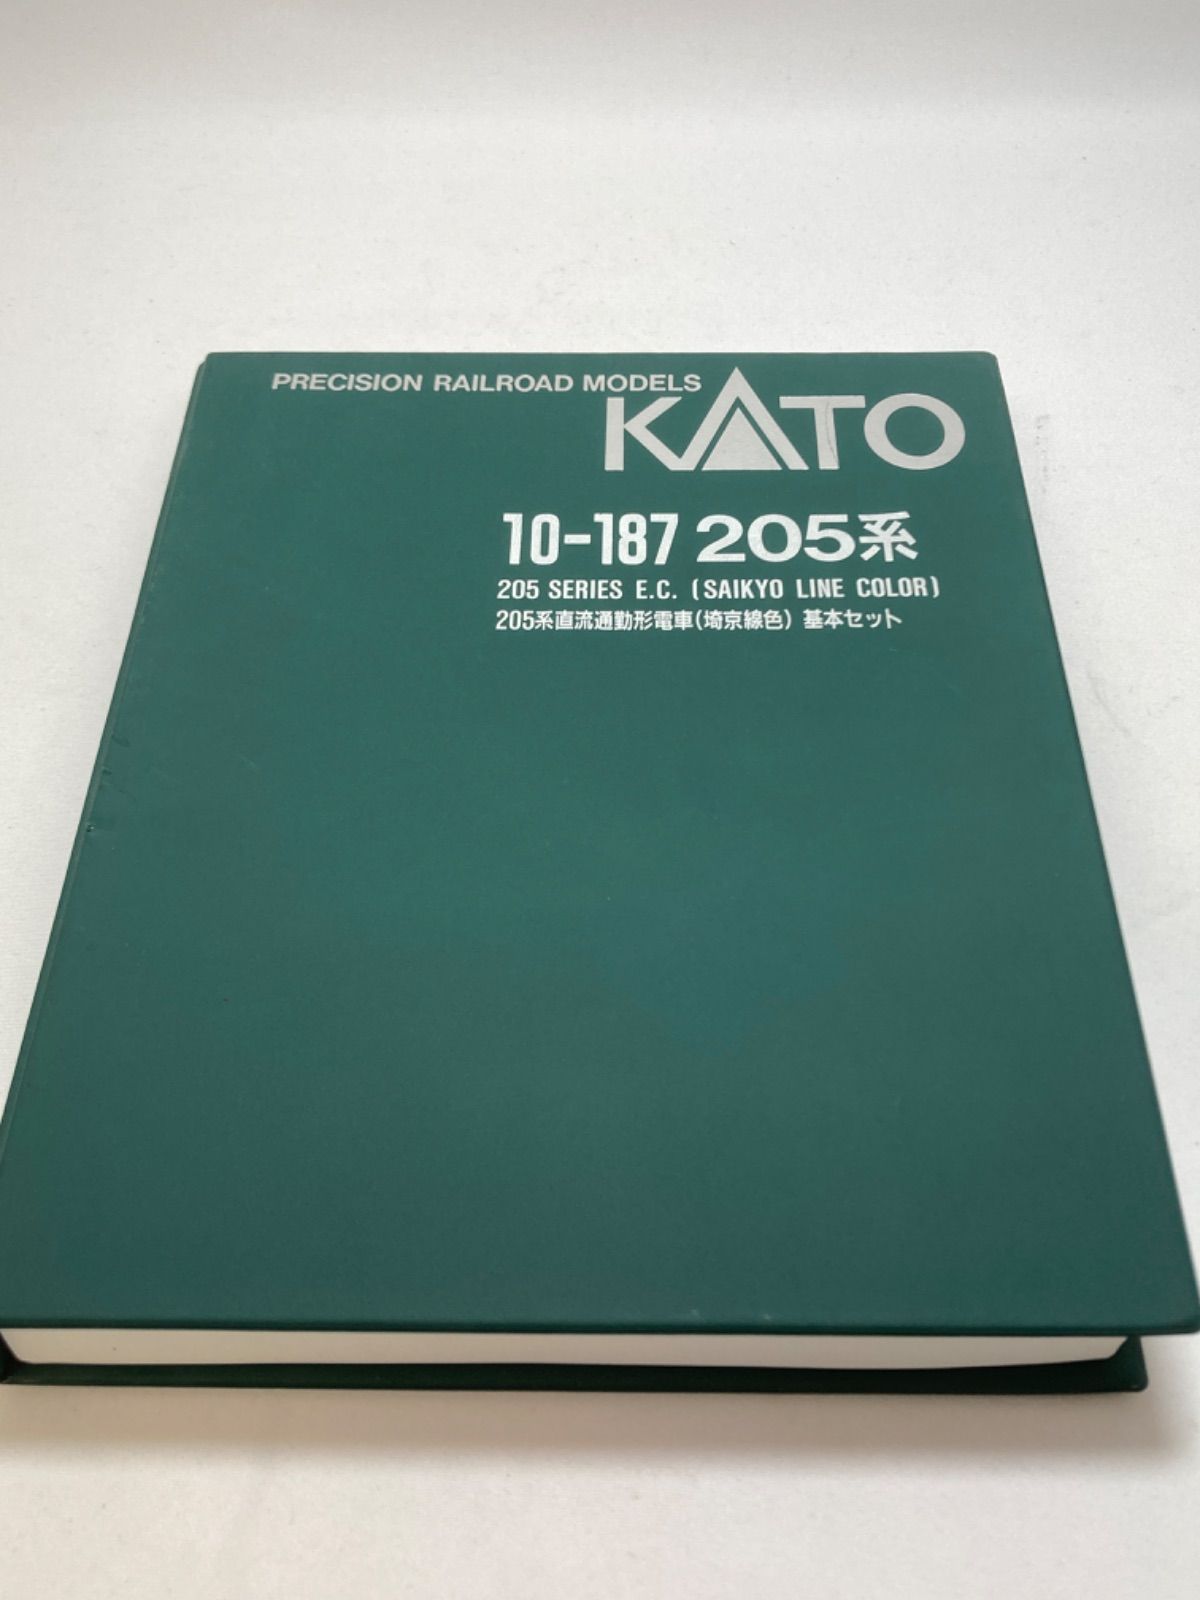 PRECISION RAILROAD MODELS
KATO
10-187 205系
205 SERIES E.C. (SAIKYO LINE COLOR)
205系直流通勤形電車(埼京線色) 基本セット